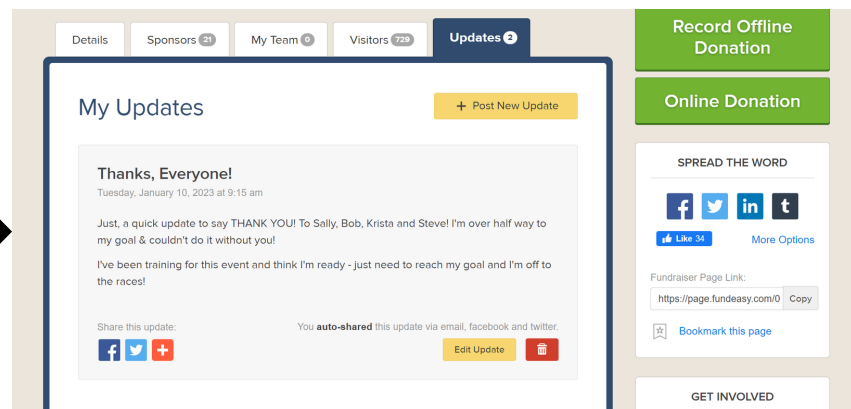 Details
Sponsors 21
My Team 0
Visitors 729
Updates 2
My Updates
+ Post New Update
Thanks, Everyone!
Tuesday, January 10, 2023 at 9:15 am
Just, a quick update to say THANK YOU! To Sally, Bob, Krista and Steve! I'm over half way to
my goal & couldn't do it without you!
I've been training for this event and think I'm ready - just need to reach my goal and I'm off to
the races!
Share this update:
You auto-shared this update via email, facebook and twitter.
Edit Update
Record Offline
Donation
Online Donation
SPREAD THE WORD
Like 34
More Options
Fundraiser Page Link:
https://page.fundeasy.com/0
Copy
Bookmark this page
GET INVOLVED